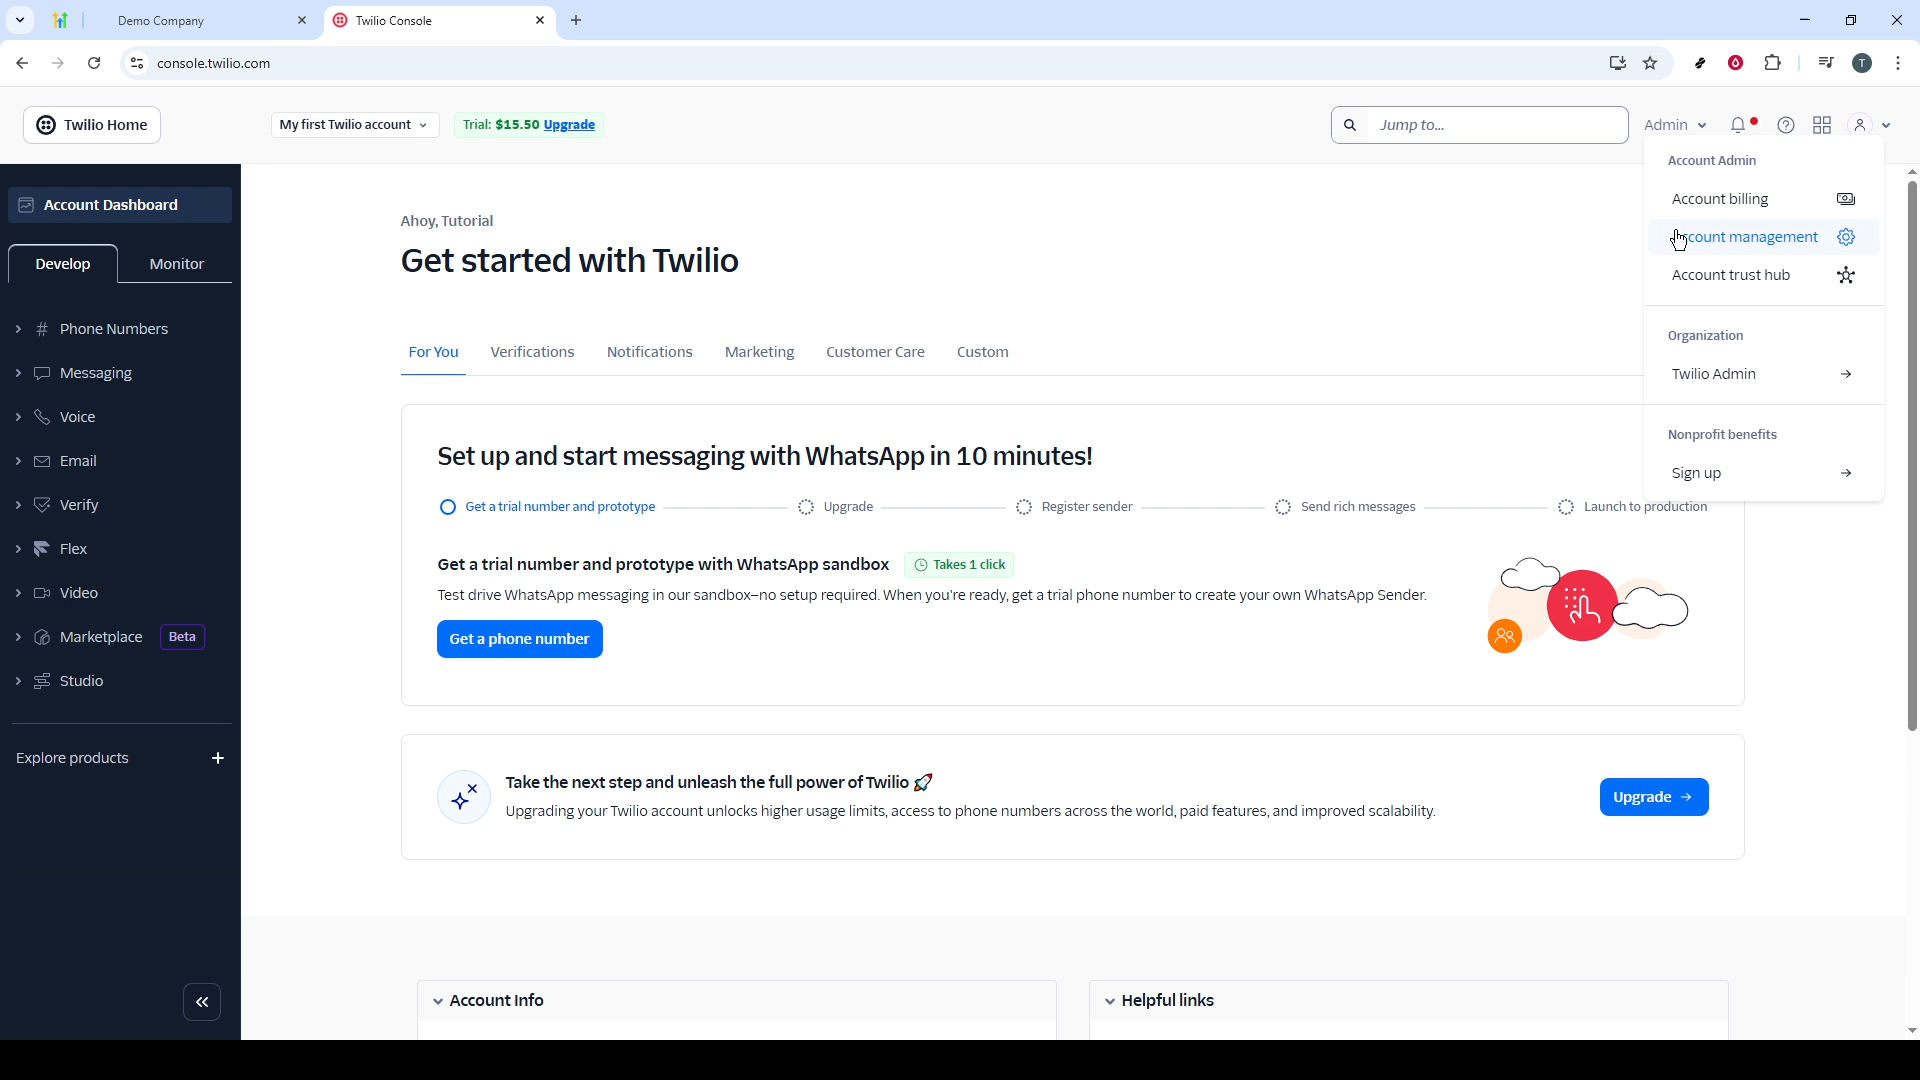 Demo Company
Twilio Console
console.twilio.com
T
Twilio Home
My first Twilio account
Trial: $15.50 Upgrade
Jump to...
Admin
Account Admin
Account billing
Account management
Account trust hub
Organization
Twilio Admin
Nonprofit benefits
Sign up
Account Dashboard
Develop
Monitor
Phone Numbers
Messaging
Voice
Email
Verify
Flex
Video
Marketplace Beta
Studio
Explore products
Ahoy, Tutorial
Get started with Twilio
For You
Verifications
Notifications
Marketing
Customer Care
Custom
Set up and start messaging with WhatsApp in 10 minutes!
Get a trial number and prototype
Upgrade
Register sender
Send rich messages
Launch to production
Get a trial number and prototype with WhatsApp sandbox
Takes 1 click
Test drive WhatsApp messaging in our sandbox–no setup required. When you're ready, get a trial phone number to create your own WhatsApp Sender.
Get a phone number
Take the next step and unleash the full power of Twilio 🚀
Upgrading your Twilio account unlocks higher usage limits, access to phone numbers across the world, paid features, and improved scalability.
Upgrade
Account Info
Helpful links